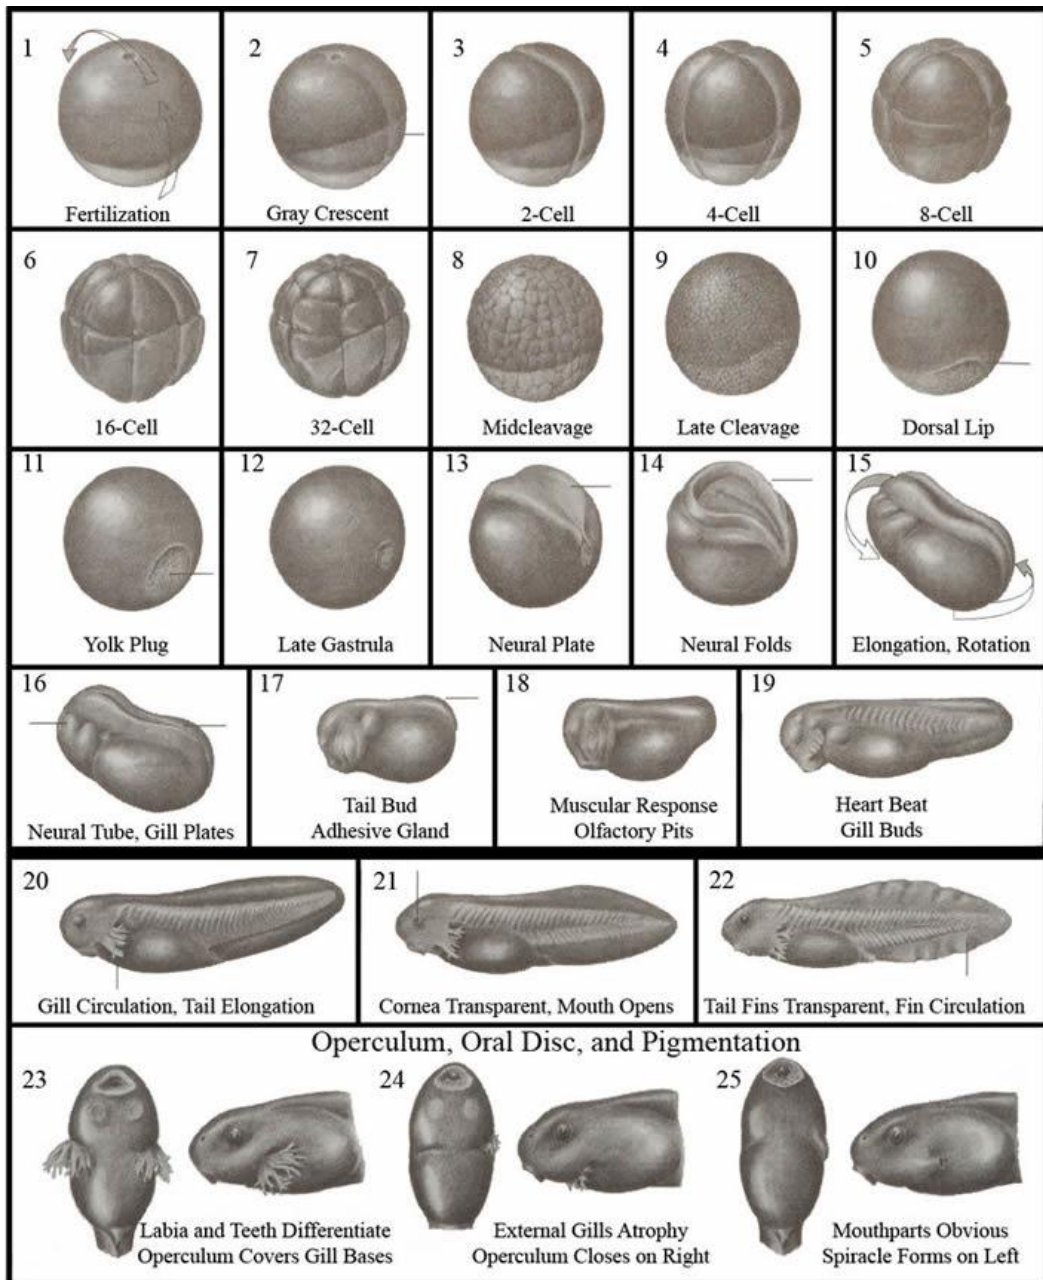 1
Fertilization
2
Gray Crescent
3
2-Cell
4
4-Cell
5
8-Cell
6
16-Cell
7
32-Cell
8
Midcleavage
9
Late Cleavage
10
Dorsal Lip
11
Yolk Plug
12
Late Gastrula
13
Neural Plate
14
Neural Folds
15
Elongation, Rotation
16
Neural Tube, Gill Plates
17
Tail Bud
Adhesive Gland
18
Muscular Response
Olfactory Pits
19
Heart Beat
Gill Buds
20
Gill Circulation, Tail Elongation
21
Cornea Transparent, Mouth Opens
22
Tail Fins Transparent, Fin Circulation
Operculum, Oral Disc, and Pigmentation
23
Labia and Teeth Differentiate
Operculum Covers Gill Bases
24
External Gills Atrophy
Operculum Closes on Right
25
Mouthparts Obvious
Spiracle Forms on Left